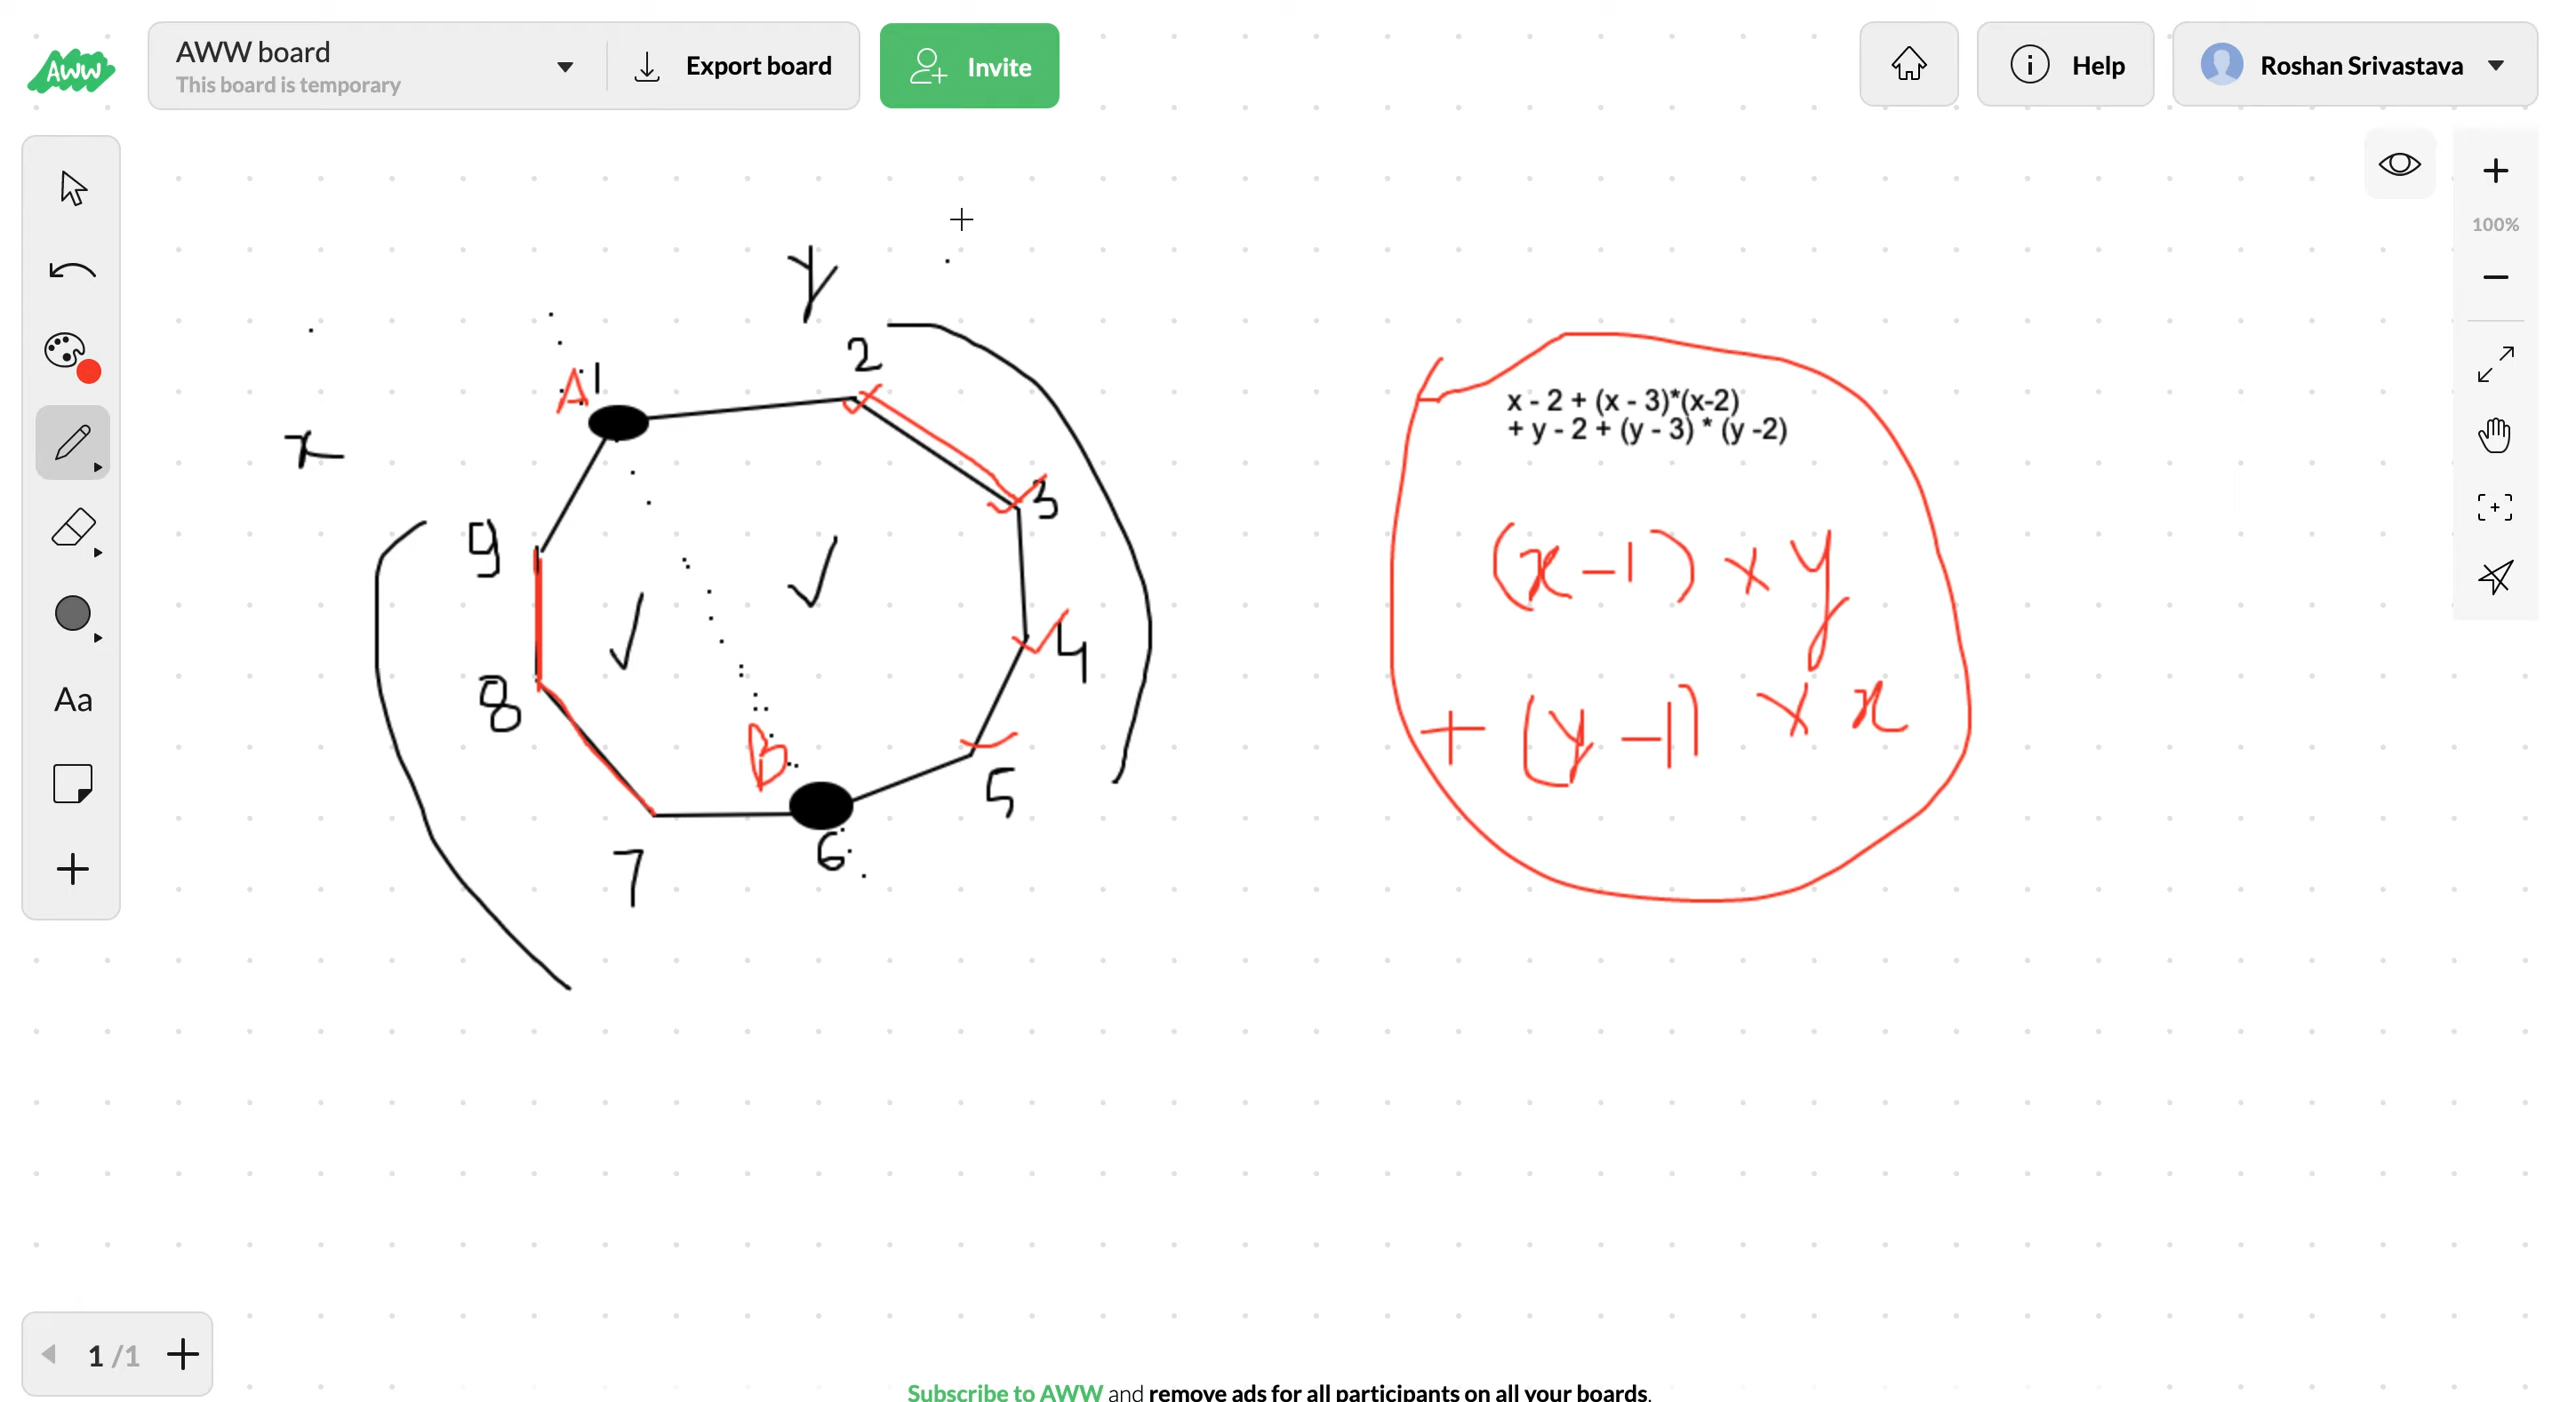 AWW
AWW board
This board is temporary
Export board
Invite
Help
Roshan Srivastava
100%
Aa
y
x
A
1
2
3
4
5
B
6
7
8
9
x - 2 + (x - 3)*(x-2)
+ y - 2 + (y - 3) * (y -2)
(x-1) x y
+ (y-1) x x
1 /1
Subscribe to AWW and remove ads for all participants on all your boards.